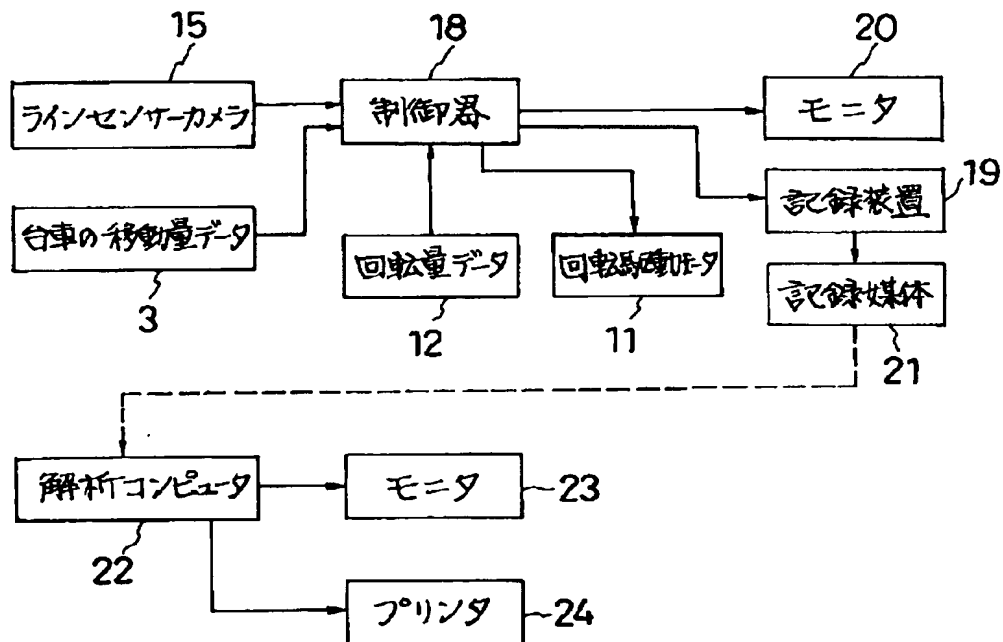 15
18
20
ラインセンサーカメラ
制御器
モニタ
19
記録装置
台車の移動量データ
回転量データ
回転駆動モータ
記録媒体
3
12
11
21
解析コンピュータ
モニタ
23
22
プリンタ
24